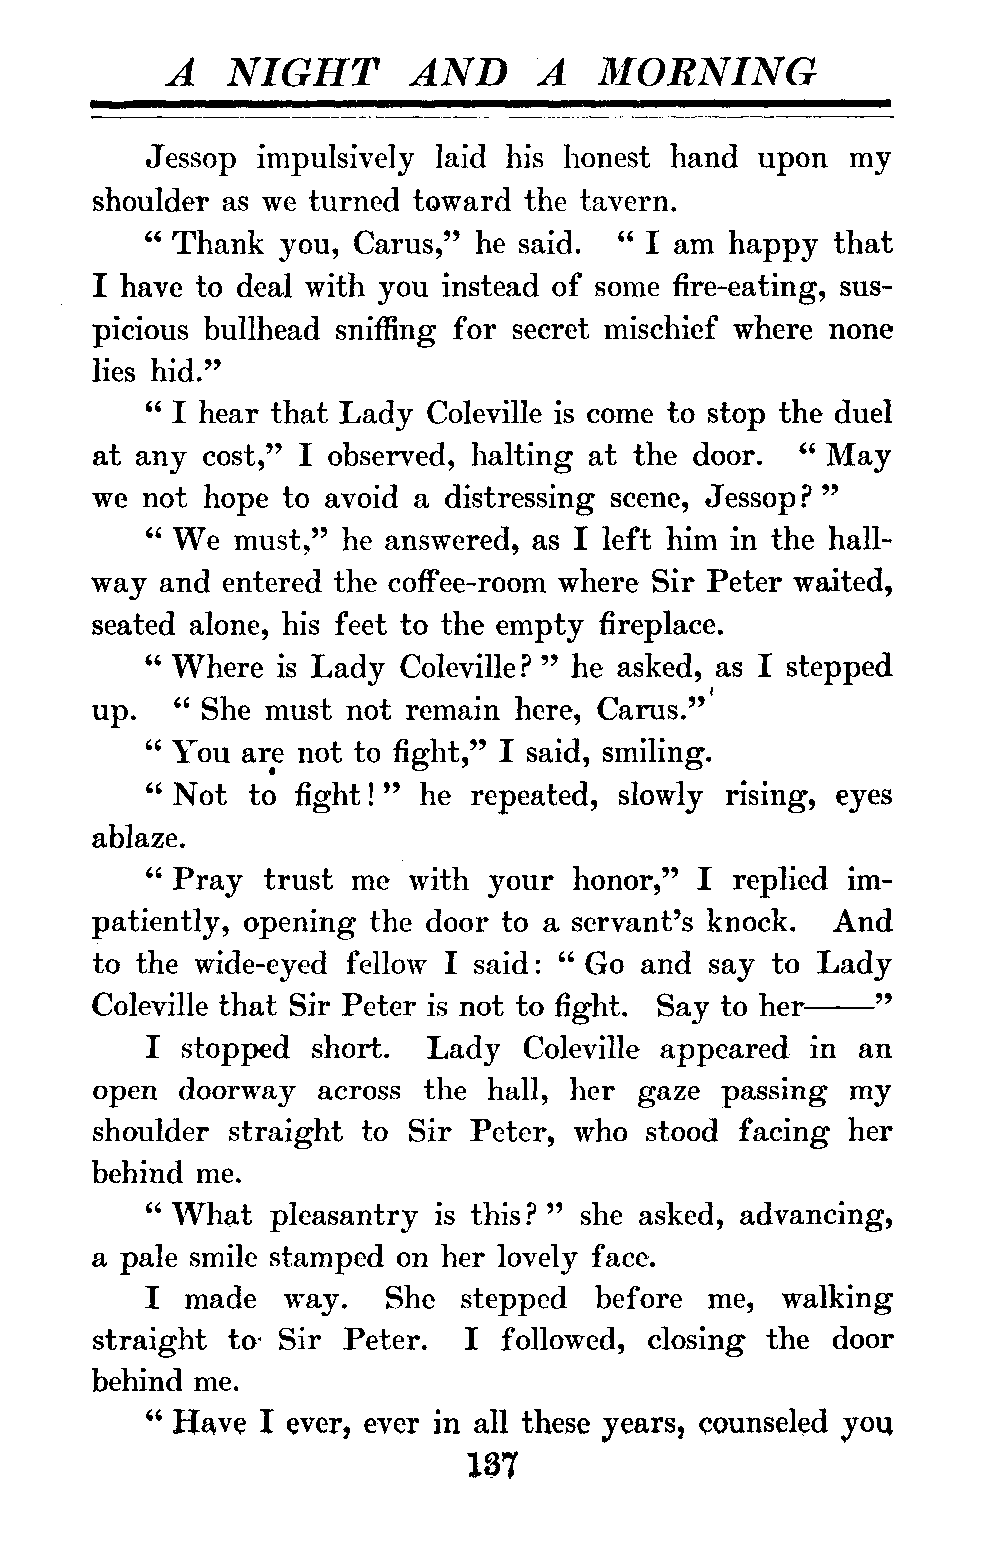 A NIGHT AND A MORNING
Jessop impulsively laid his honest hand upon my
shoulder as we turned toward the tavern.
“ Thank you, Carus,” he said. “ I am happy that
I have to deal with you instead of some fire-eating, sus-
picious bullhead sniffing for secret mischief where none
lies hid.”
“ I hear that Lady Coleville is come to stop the duel
at any cost,” I observed, halting at the door. “ May
we not hope to avoid a distressing scene, Jessop? ”
“ We must,” he answered, as I left him in the hall-
way and entered the coffee-room where Sir Peter waited,
seated alone, his feet to the empty fireplace.
“ Where is Lady Coleville? ” he asked, as I stepped
up. “ She must not remain here, Carus.”
“ You are not to fight,” I said, smiling.
“ Not to fight! ” he repeated, slowly rising, eyes
ablaze.
“ Pray trust me with your honor,” I replied im-
patiently, opening the door to a servant’s knock. And
to the wide-eyed fellow I said: “ Go and say to Lady
Coleville that Sir Peter is not to fight. Say to her——”
I stopped short. Lady Coleville appeared in an
open doorway across the hall, her gaze passing my
shoulder straight to Sir Peter, who stood facing her
behind me.
“ What pleasantry is this? ” she asked, advancing,
a pale smile stamped on her lovely face.
I made way. She stepped before me, walking
straight to Sir Peter. I followed, closing the door
behind me.
“ Have I ever, ever in all these years, counseled you
137